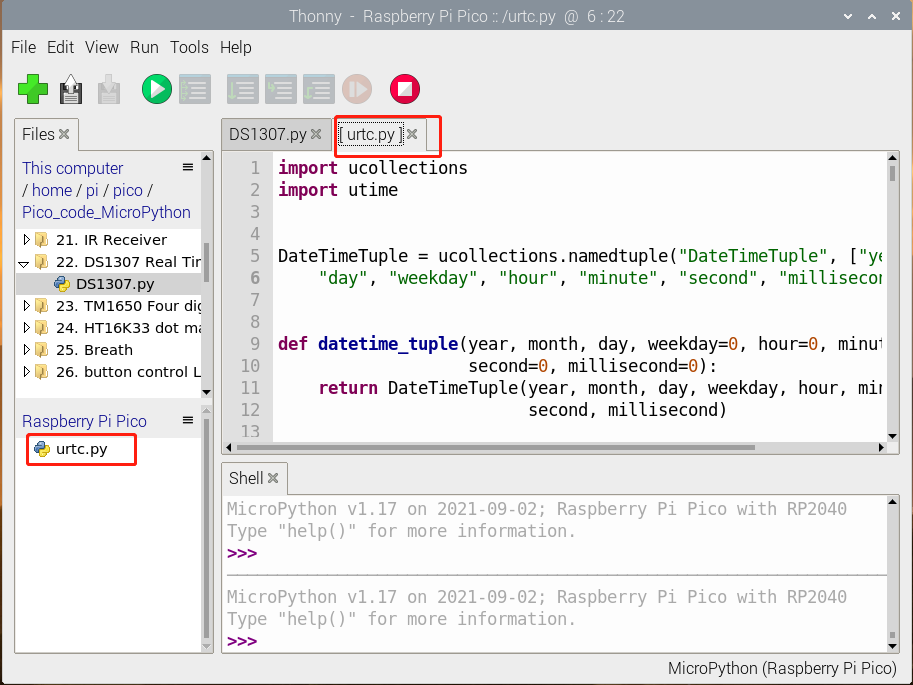 Thonny - Raspberry Pi Pico :: /urtc.py @ 6 : 22
File Edit View Run Tools Help
Files
This computer
/ home / pi / pico /
Pico_code_MicroPython
21. IR Receiver
22. DS1307 Real Tir
DS1307.py
23. TM1650 Four dig
24. HT16K33 dot ma
25. Breath
26. button control L
Raspberry Pi Pico
urtc.py
DS1307.py [ urtc.py ]
1 import ucollections
2 import utime
3
4
5 DateTimeTuple = ucollections.namedtuple("DateTimeTuple", ["ye
6 "day", "weekday", "hour", "minute", "second", "millisecon
7
8
9 def datetime_tuple(year, month, day, weekday=0, hour=0, minut
10 second=0, millisecond=0):
11 return DateTimeTuple(year, month, day, weekday, hour, min
12 second, millisecond)
13
Shell
MicroPython v1.17 on 2021-09-02; Raspberry Pi Pico with RP2040
Type "help()" for more information.
>>>
MicroPython v1.17 on 2021-09-02; Raspberry Pi Pico with RP2040
Type "help()" for more information.
>>>
MicroPython (Raspberry Pi Pico)